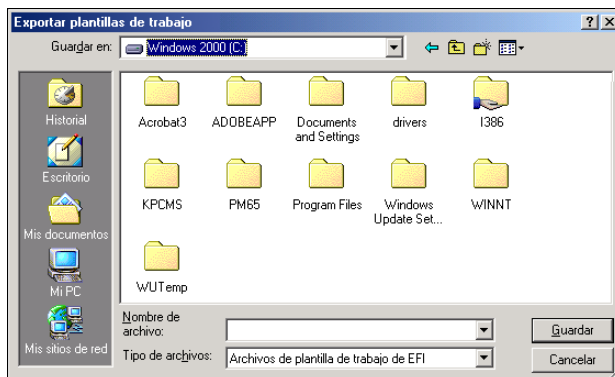 Exportar plantillas de trabajo
Guardar en:
Windows 2000 (C:)
Historial
Escritorio
Mis documentos
Mi PC
Mis sitios de red
Acrobat3
ADOBEAPP
Documents
and Settings
drivers
I386
KPCMS
PM65
Program Files
Windows
Update Set...
WINNT
WUTemp
Nombre de
archivo:
Guardar
Tipo de archivos:
Archivos de plantilla de trabajo de EFI
Cancelar